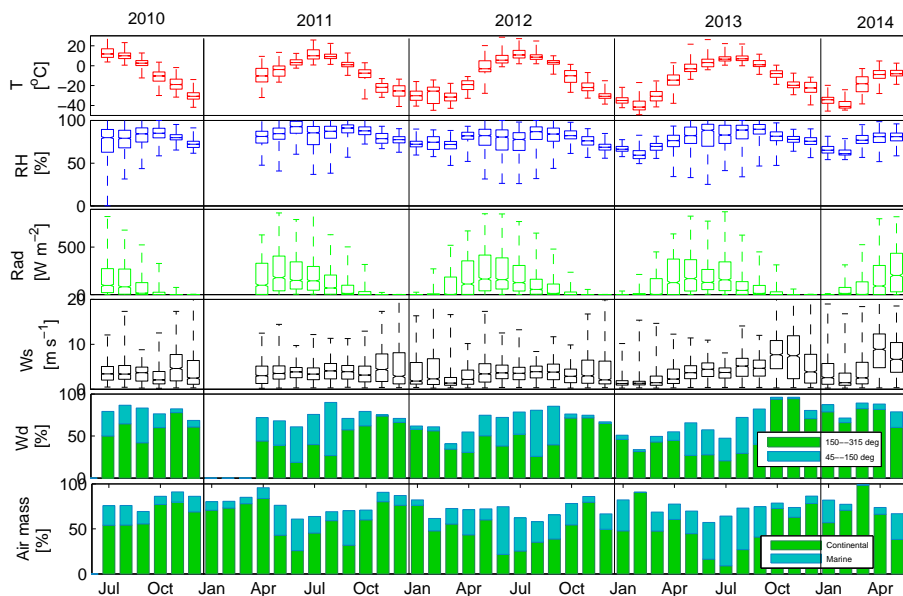 2010 2011 2012 2013 2014
T
[°C]
20
0
−20
−40
RH
[%]
100
50
0
Rad
[W m−2]
500
0
Ws
[m s−1]
20
10
0
Wd
[%]
100
50
0
150−−315 deg
45−−150 deg
Air mass
[%]
100
50
0
Continental
Marine
Jul Oct Jan Apr Jul Oct Jan Apr Jul Oct Jan Apr Jul Oct Jan Apr